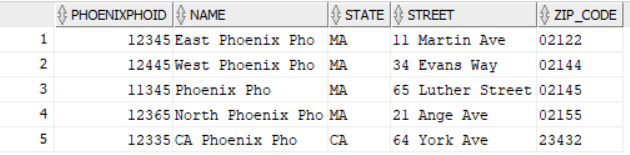 PHOENIXPHOID NAME STATE STREET ZIP_CODE
1 12345 East Phoenix Pho MA 11 Martin Ave 02122
2 12445 West Phoenix Pho MA 34 Evans Way 02144
3 11345 Phoenix Pho MA 65 Luther Street 02145
4 12365 North Phoenix Pho MA 21 Ange Ave 02155
5 12335 CA Phoenix Pho CA 64 York Ave 23432